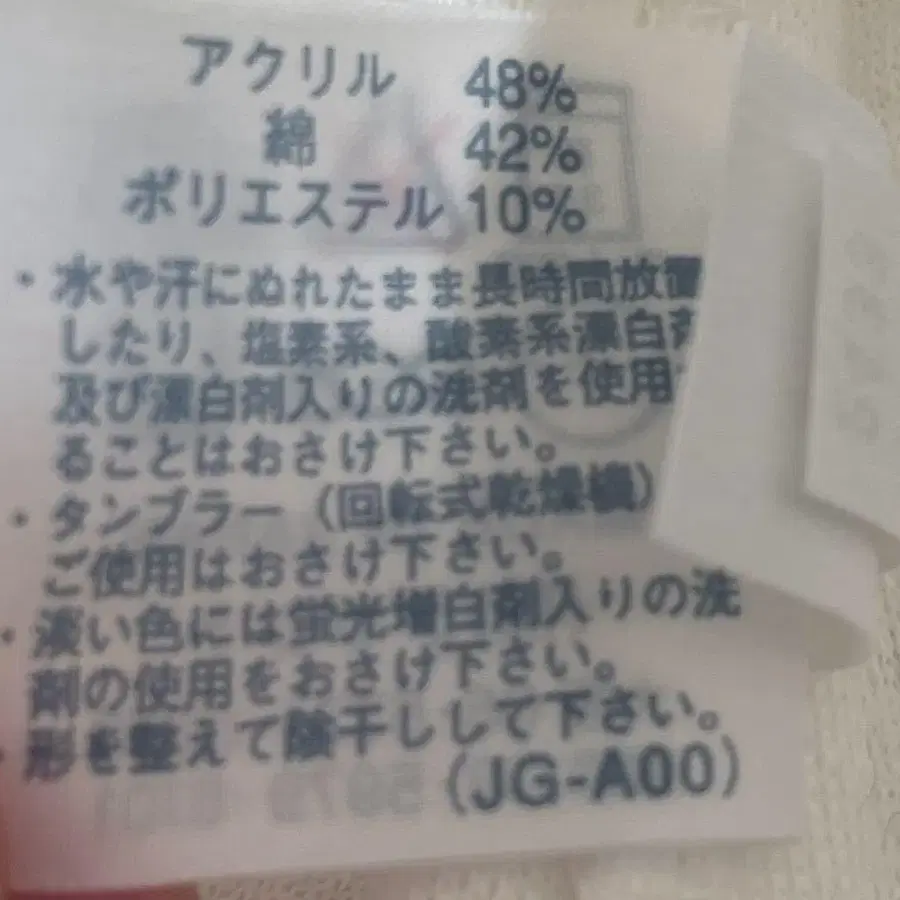 アクリル 48%
綿 42%
ポリエステル 10%
・水や汗にぬれたまま長時間放置
したり、塩素系、酸素系漂白剤
及び漂白剤入りの洗剤を使用
ることはおさけ下さい。
・タンブラー（回転式乾燥機）
ご使用はおさけ下さい。
・淡い色には蛍光増白剤入りの洗
剤の使用をおさけ下さい。
・形を整えて陰干しして下さい。
(JG-A00)